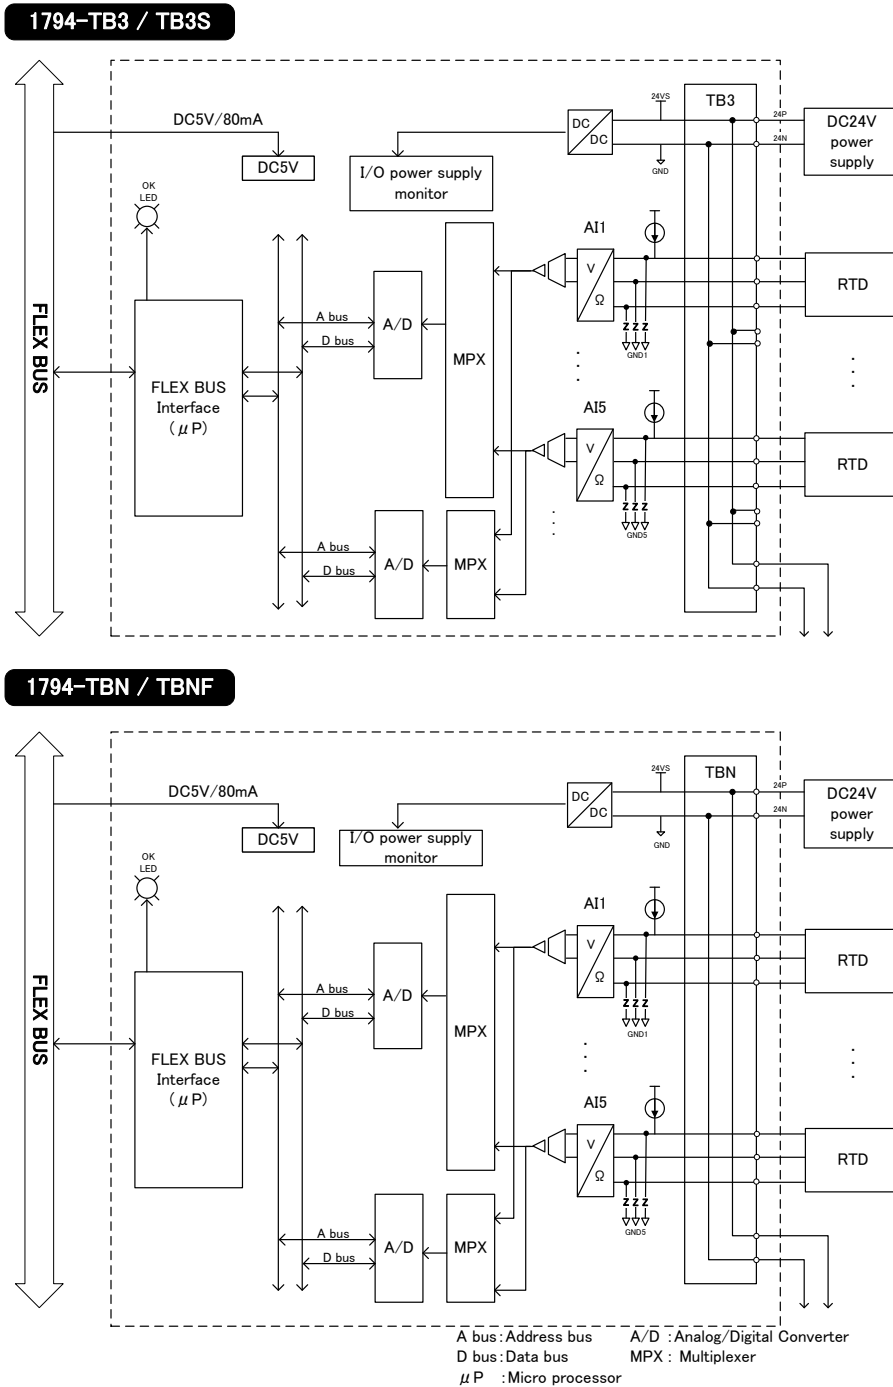 1794-TB3 / TB3S
24VS
TB3
24P
24N
DC5V/80mA
DC
DC
DC24V
power
supply
DC5V
I/O power supply
monitor
GND
OK
LED
AI1
V
Ω
RTD
FLEX BUS
A bus
D bus
A/D
MPX
Z Z Z
GND1
FLEX BUS
Interface
(μP)
AI5
V
Ω
RTD
Z Z Z
GND5
A bus
D bus
A/D
MPX
1794-TBN / TBNF
24VS
TBN
24P
24N
DC5V/80mA
DC
DC
DC24V
power
supply
DC5V
I/O power supply
monitor
GND
OK
LED
AI1
V
Ω
RTD
FLEX BUS
A bus
D bus
A/D
MPX
Z Z Z
GND1
FLEX BUS
Interface
(μP)
AI5
V
Ω
RTD
Z Z Z
GND5
A bus
D bus
A/D
MPX
A bus:Address bus A/D :Analog/Digital Converter
D bus:Data bus MPX : Multiplexer
μP :Micro processor